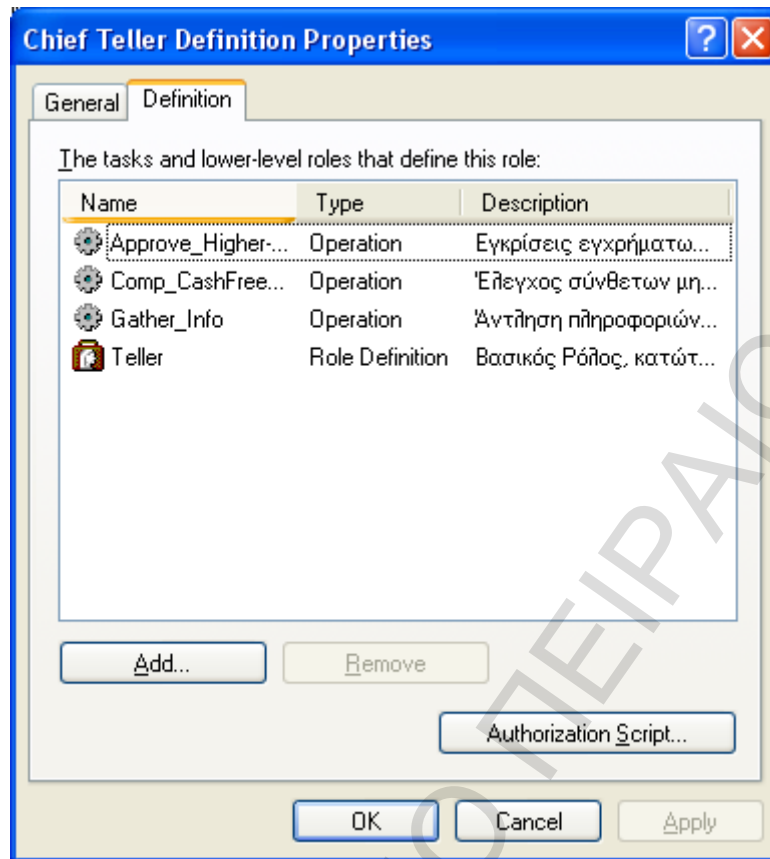 Chief Teller Definition Properties
General Definition
The tasks and lower-level roles that define this role:
Name Type Description
Approve_Higher-... Operation Εγκρίσεις εγχρήματω...
Comp_CashFree... Operation Έλεγχος σύνθετων μη...
Gather_Info Operation Άντληση πληροφοριών...
Teller Role Definition Βασικός Ρόλος, κατώτ...
Add... Remove
Authorization Script...
OK Cancel Apply
Ο ΠΕΙΡΑΙΩ